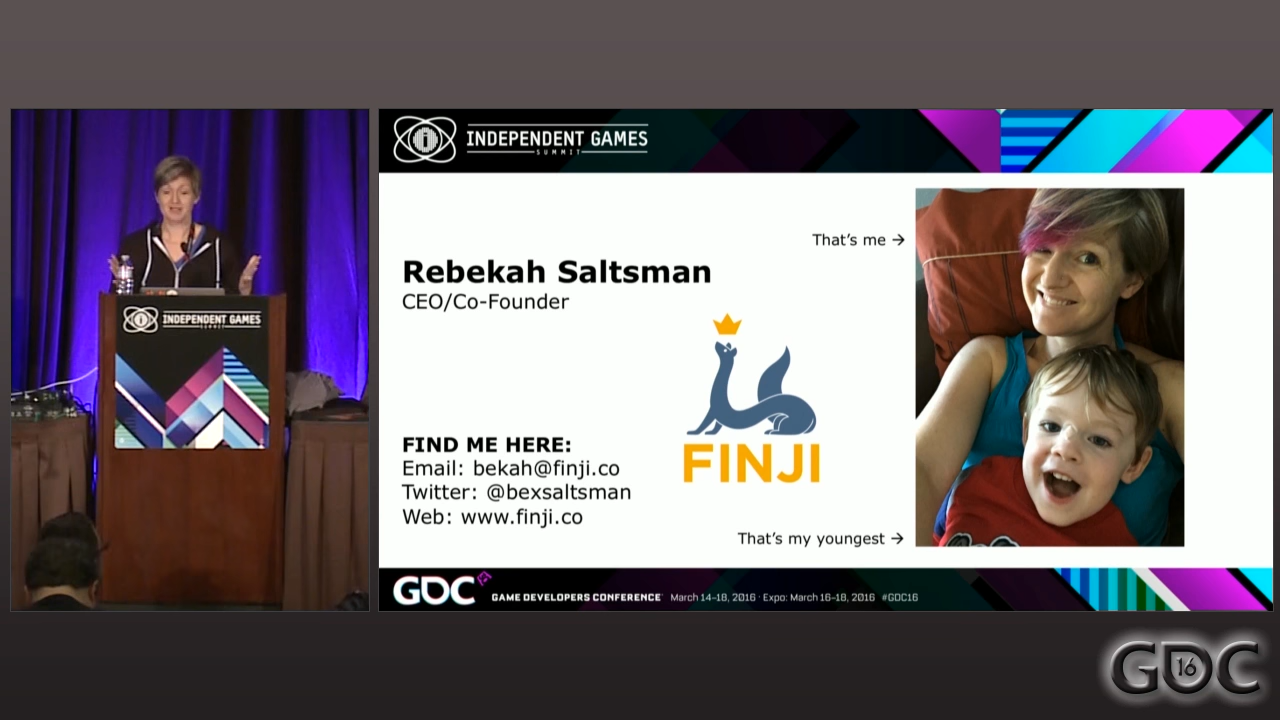 INDEPENDENT GAMES
SUMMIT
INDEPENDENT GAMES
SUMMIT
That's me →
Rebekah Saltsman
CEO/Co-Founder
FINJI
FIND ME HERE:
Email: bekah@finji.co
Twitter: @bexsaltsman
Web: www.finji.co
That's my youngest →
GDC
GAME DEVELOPERS CONFERENCE March 14–18, 2016 · Expo: March 16–18, 2016 #GDC16
GDC
16